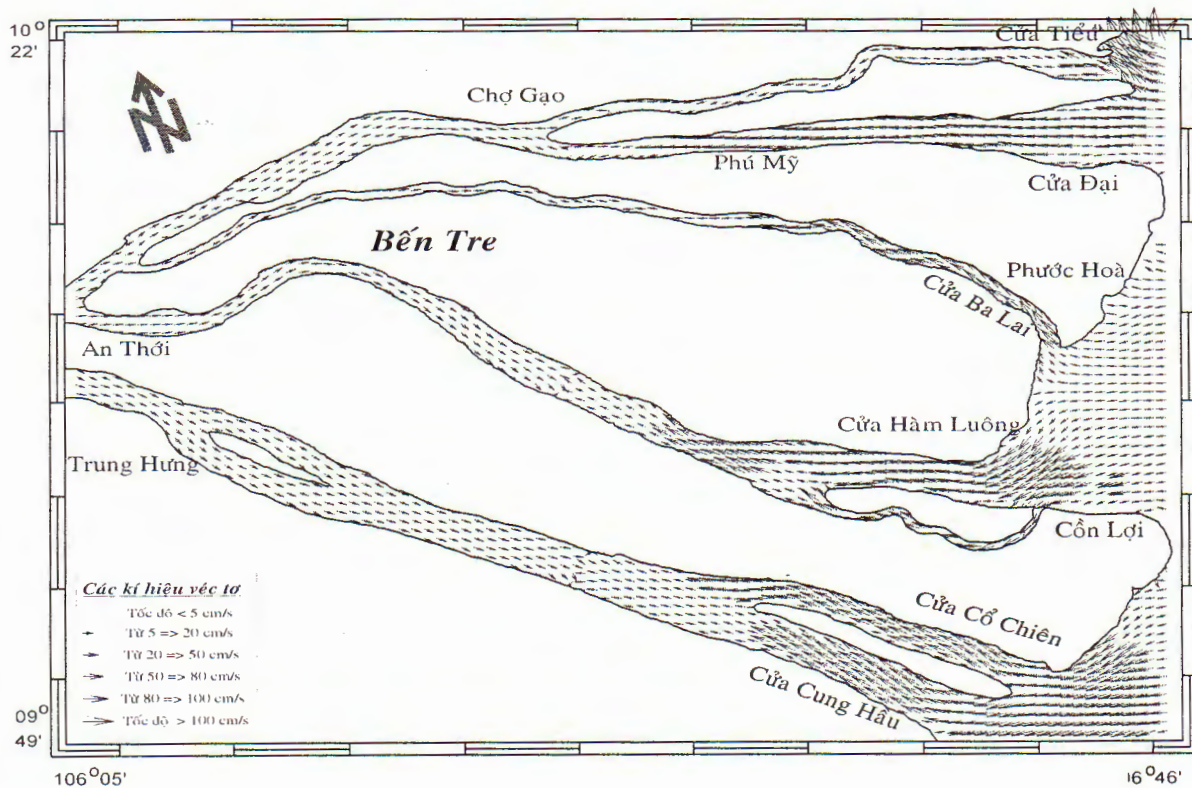 10°
22'
Cửa Tiểu
Chợ Gạo
Phú Mỹ
Cửa Đại
Bến Tre
Phước Hoà
Cửa Ba Lai
An Thới
Cửa Hàm Luông
Trung Hưng
Cồn Lợi
Các kí hiệu véc tơ
Tốc độ < 5 cm/s
Từ 5 => 20 cm/s
Từ 20 => 50 cm/s
Từ 50 => 80 cm/s
Từ 80 => 100 cm/s
Tốc độ > 100 cm/s
Cửa Cổ Chiên
Cửa Cung Hầu
09°
49'
106°05'
6°46'